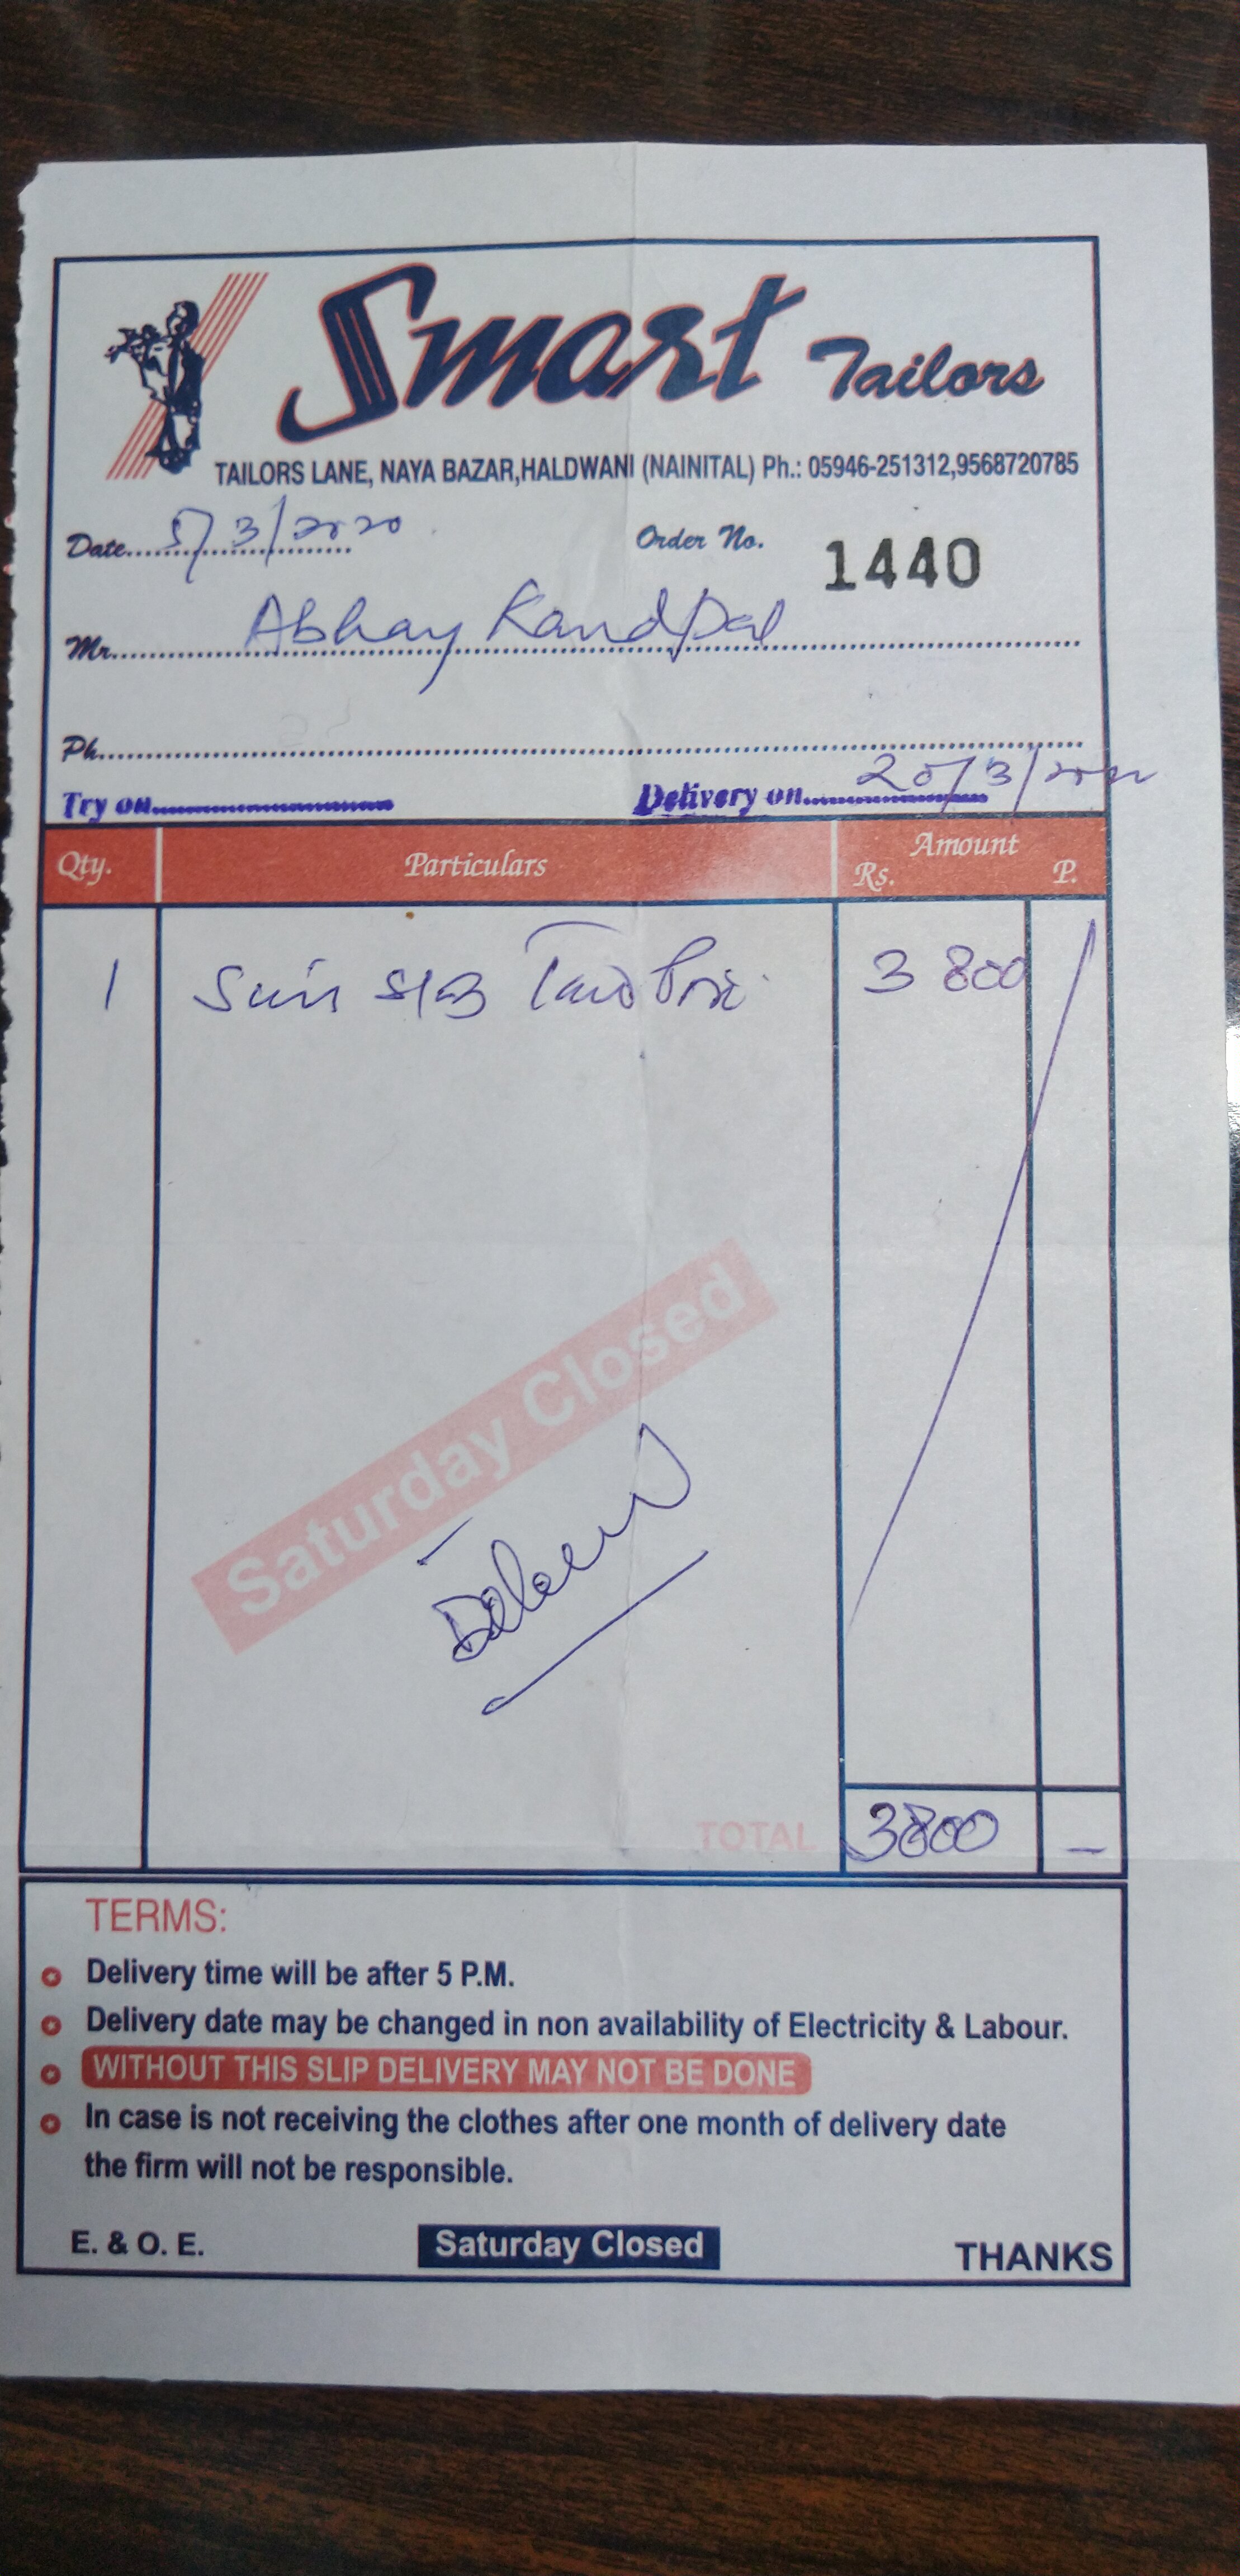 Smart Tailors
TAILORS LANE, NAYA BAZAR,HALDWANI (NAINITAL) Ph.: 05946-251312,9568720785
Date 5/3/2020 Order No. 1440
Mr. Abhay Kandpal
Ph.
Try on Delivery on 20/3/2020
Qty. Particulars Amount Rs. P.
1 3800
Saturday Closed
TOTAL 3800 –
TERMS:
Delivery time will be after 5 P.M.
Delivery date may be changed in non availability of Electricity & Labour.
WITHOUT THIS SLIP DELIVERY MAY NOT BE DONE
In case is not receiving the clothes after one month of delivery date
the firm will not be responsible.
E. & O. E. Saturday Closed THANKS